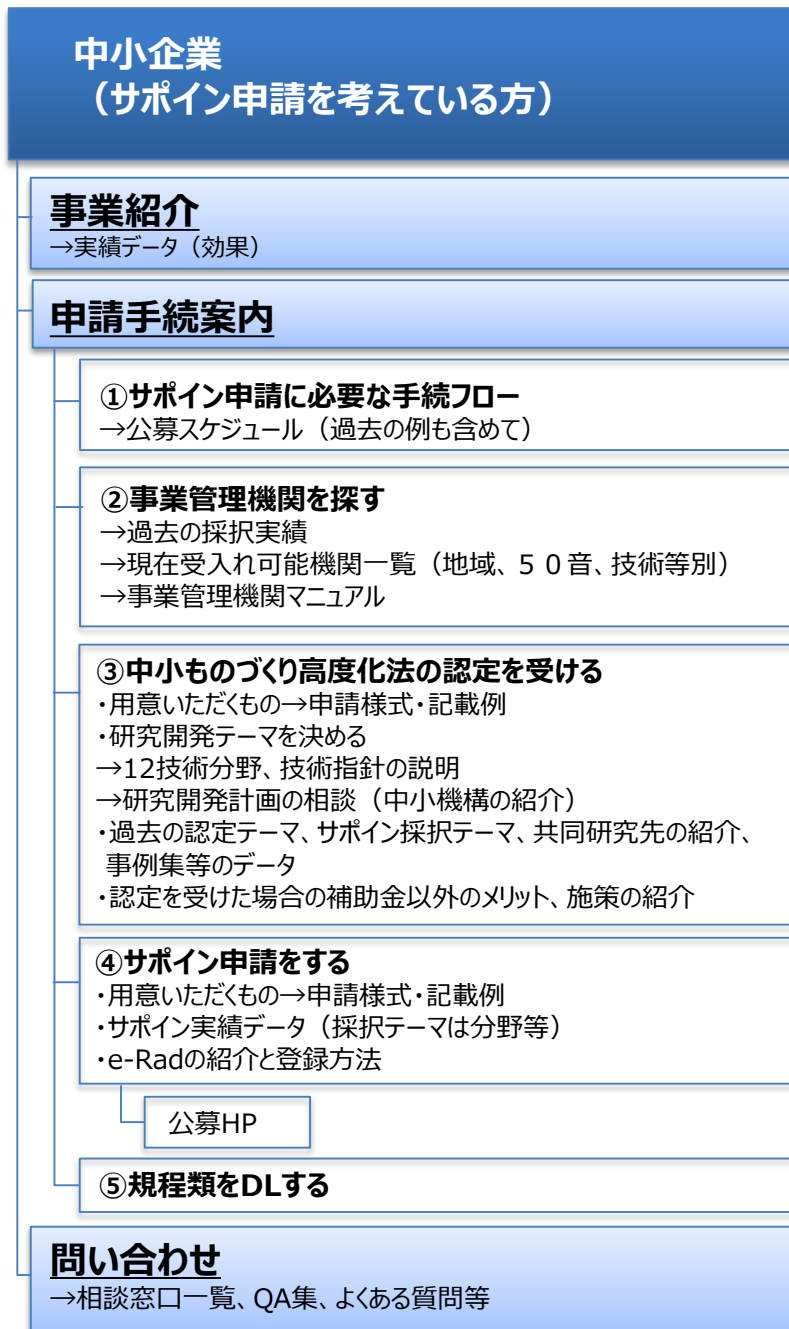 中小企業
（サポイン申請を考えている方）
事業紹介
→実績データ（効果）
申請手続案内
①サポイン申請に必要な手続フロー
→公募スケジュール（過去の例も含めて）
②事業管理機関を探す
→過去の採択実績
→現在受入れ可能機関一覧（地域、５０音、技術等別）
→事業管理機関マニュアル
③中小ものづくり高度化法の認定を受ける
・用意いただくもの→申請様式・記載例
・研究開発テーマを決める
→12技術分野、技術指針の説明
→研究開発計画の相談（中小機構の紹介）
・過去の認定テーマ、サポイン採択テーマ、共同研究先の紹介、
事例集等のデータ
・認定を受けた場合の補助金以外のメリット、施策の紹介
④サポイン申請をする
・用意いただくもの→申請様式・記載例
・サポイン実績データ（採択テーマは分野等）
・e-Radの紹介と登録方法
公募HP
⑤規程類をDLする
問い合わせ
→相談窓口一覧、QA集、よくある質問等